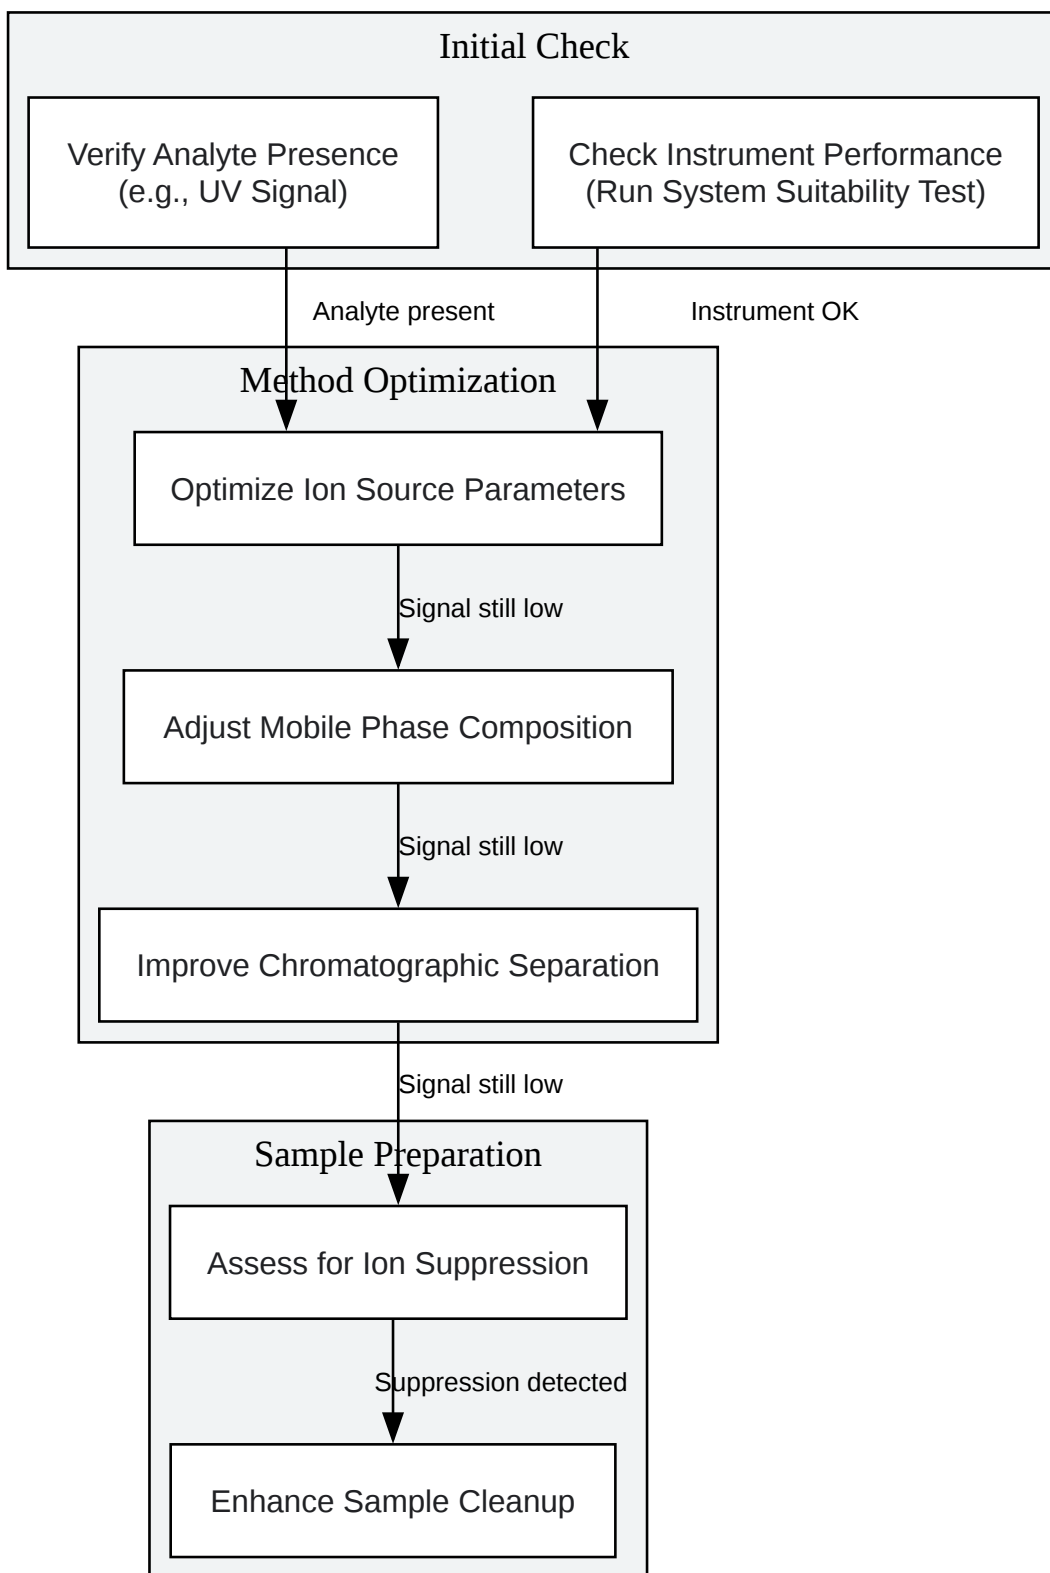 Initial Check
Verify Analyte Presence
(e.g., UV Signal)
Check Instrument Performance
(Run System Suitability Test)
Analyte present
Instrument OK
Method Optimization
Optimize Ion Source Parameters
Signal still low
Adjust Mobile Phase Composition
Signal still low
Improve Chromatographic Separation
Signal still low
Sample Preparation
Assess for Ion Suppression
Suppression detected
Enhance Sample Cleanup